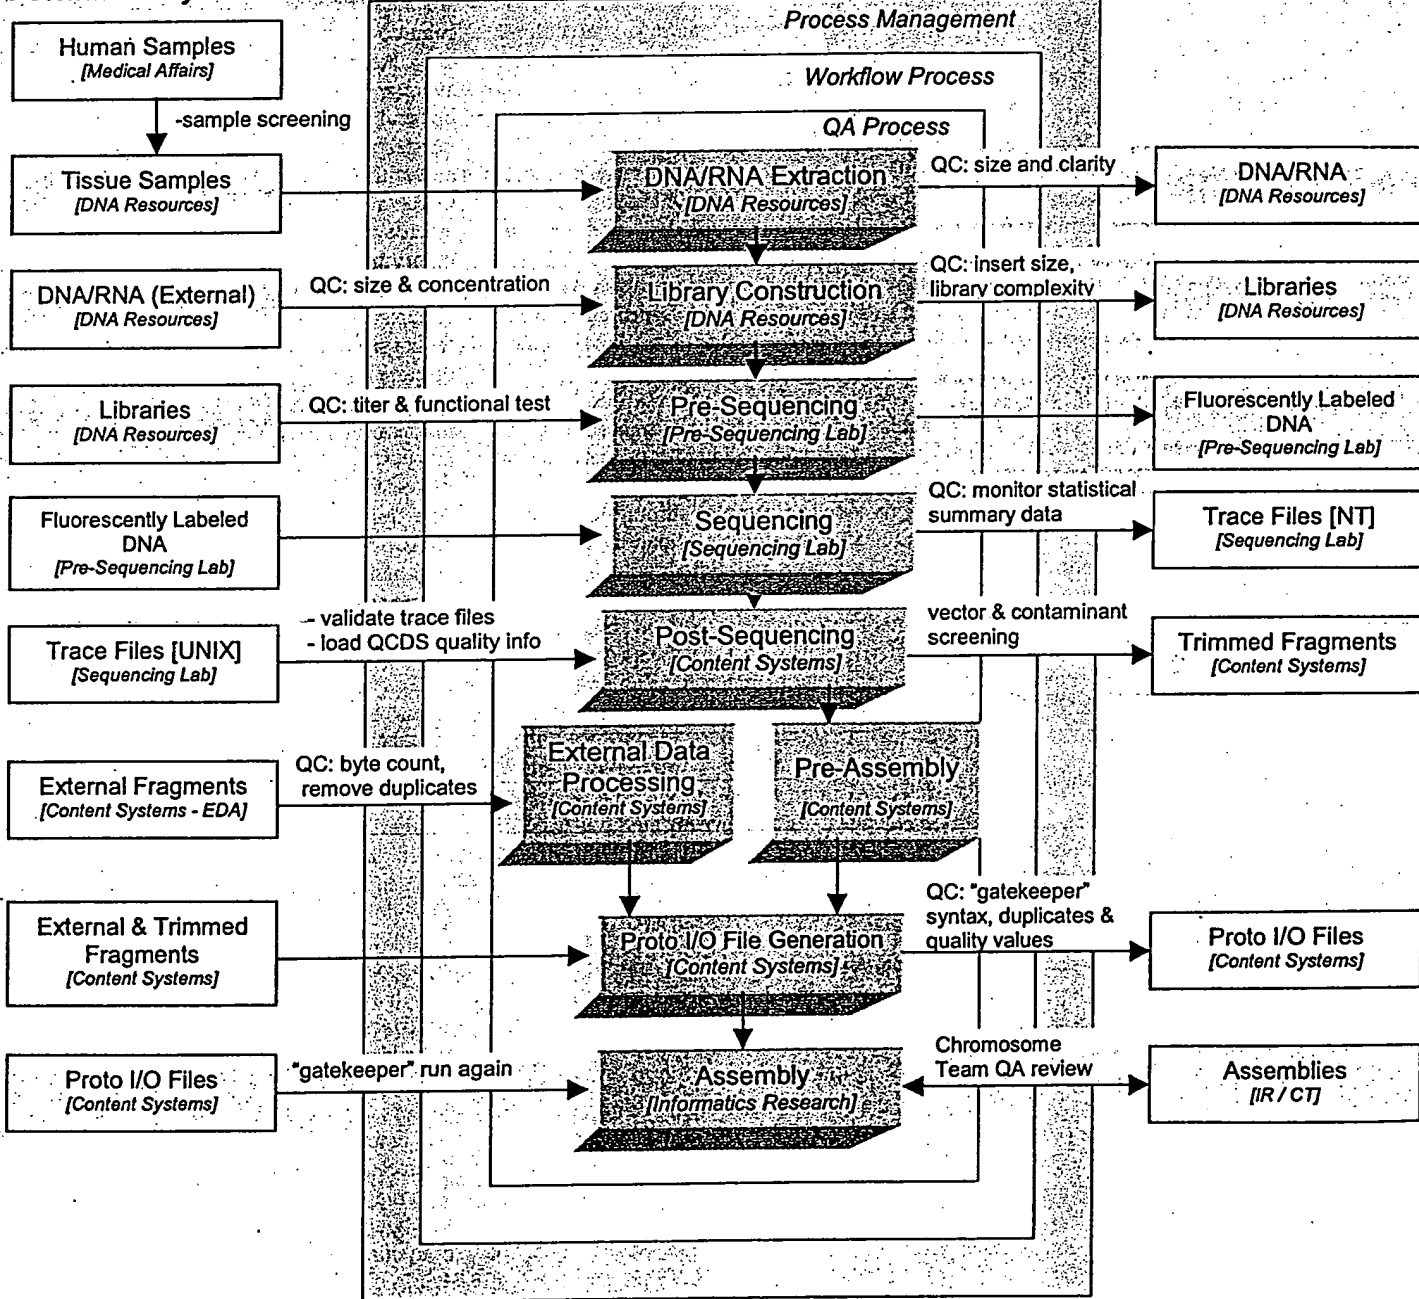 Process Management
Workflow Process
QA Process
Human Samples
[Medical Affairs]
-sample screening
Tissue Samples
[DNA Resources]
DNA/RNA Extraction
[DNA Resources]
QC: size and clarity
DNA/RNA
[DNA Resources]
DNA/RNA (External)
[DNA Resources]
QC: size & concentration
Library Construction
[DNA Resources]
QC: insert size,
library complexity
Libraries
[DNA Resources]
Libraries
[DNA Resources]
QC: titer & functional test
Pre-Sequencing
[Pre-Sequencing Lab]
Fluorescently Labeled
DNA
[Pre-Sequencing Lab]
Fluorescently Labeled
DNA
[Pre-Sequencing Lab]
Sequencing
[Sequencing Lab]
QC: monitor statistical
summary data
Trace Files [NT]
[Sequencing Lab]
Trace Files [UNIX]
[Sequencing Lab]
- validate trace files
- load QCDS quality info
Post-Sequencing
[Content Systems]
vector & contaminant
screening
Trimmed Fragments
[Content Systems]
External Fragments
[Content Systems - EDA]
QC: byte count,
remove duplicates
External Data
Processing
[Content Systems]
Pre-Assembly
[Content Systems]
External & Trimmed
Fragments
[Content Systems]
Proto I/O File Generation
[Content Systems]
QC: "gatekeeper"
syntax, duplicates &
quality values
Proto I/O Files
[Content Systems]
Proto I/O Files
[Content Systems]
"gatekeeper" run again
Assembly
[Informatics Research]
Chromosome
Team QA review
Assemblies
[IR / CT]